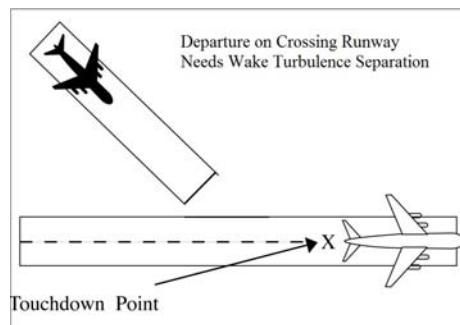 Departure on Crossing Runway
Needs Wake Turbulence Separation
X
Touchdown Point